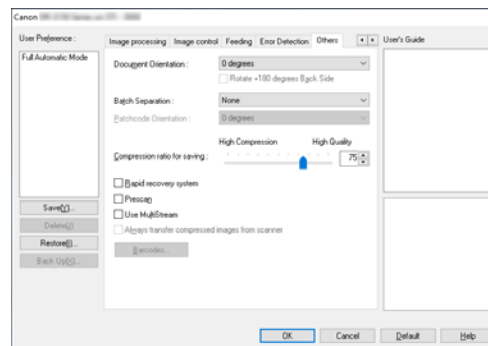 Canon
User Preference :
Full Automatic Mode
Save(Y)...
Delete(J)
Restore(I)...
Image processing Image control Feeding Error Detection Others
Document Orientation : 0 degrees
Rotate +180 degrees Back Side
Batch Separation : None
Patchcode Orientation : 0 degrees
High Compression High Quality
Compression ratio for saving : 75
Rapid recovery system
Prescan
Use MultiStream
Always transfer compressed images from scanner
Barcodes...
User's Guide
OK Cancel Default Help